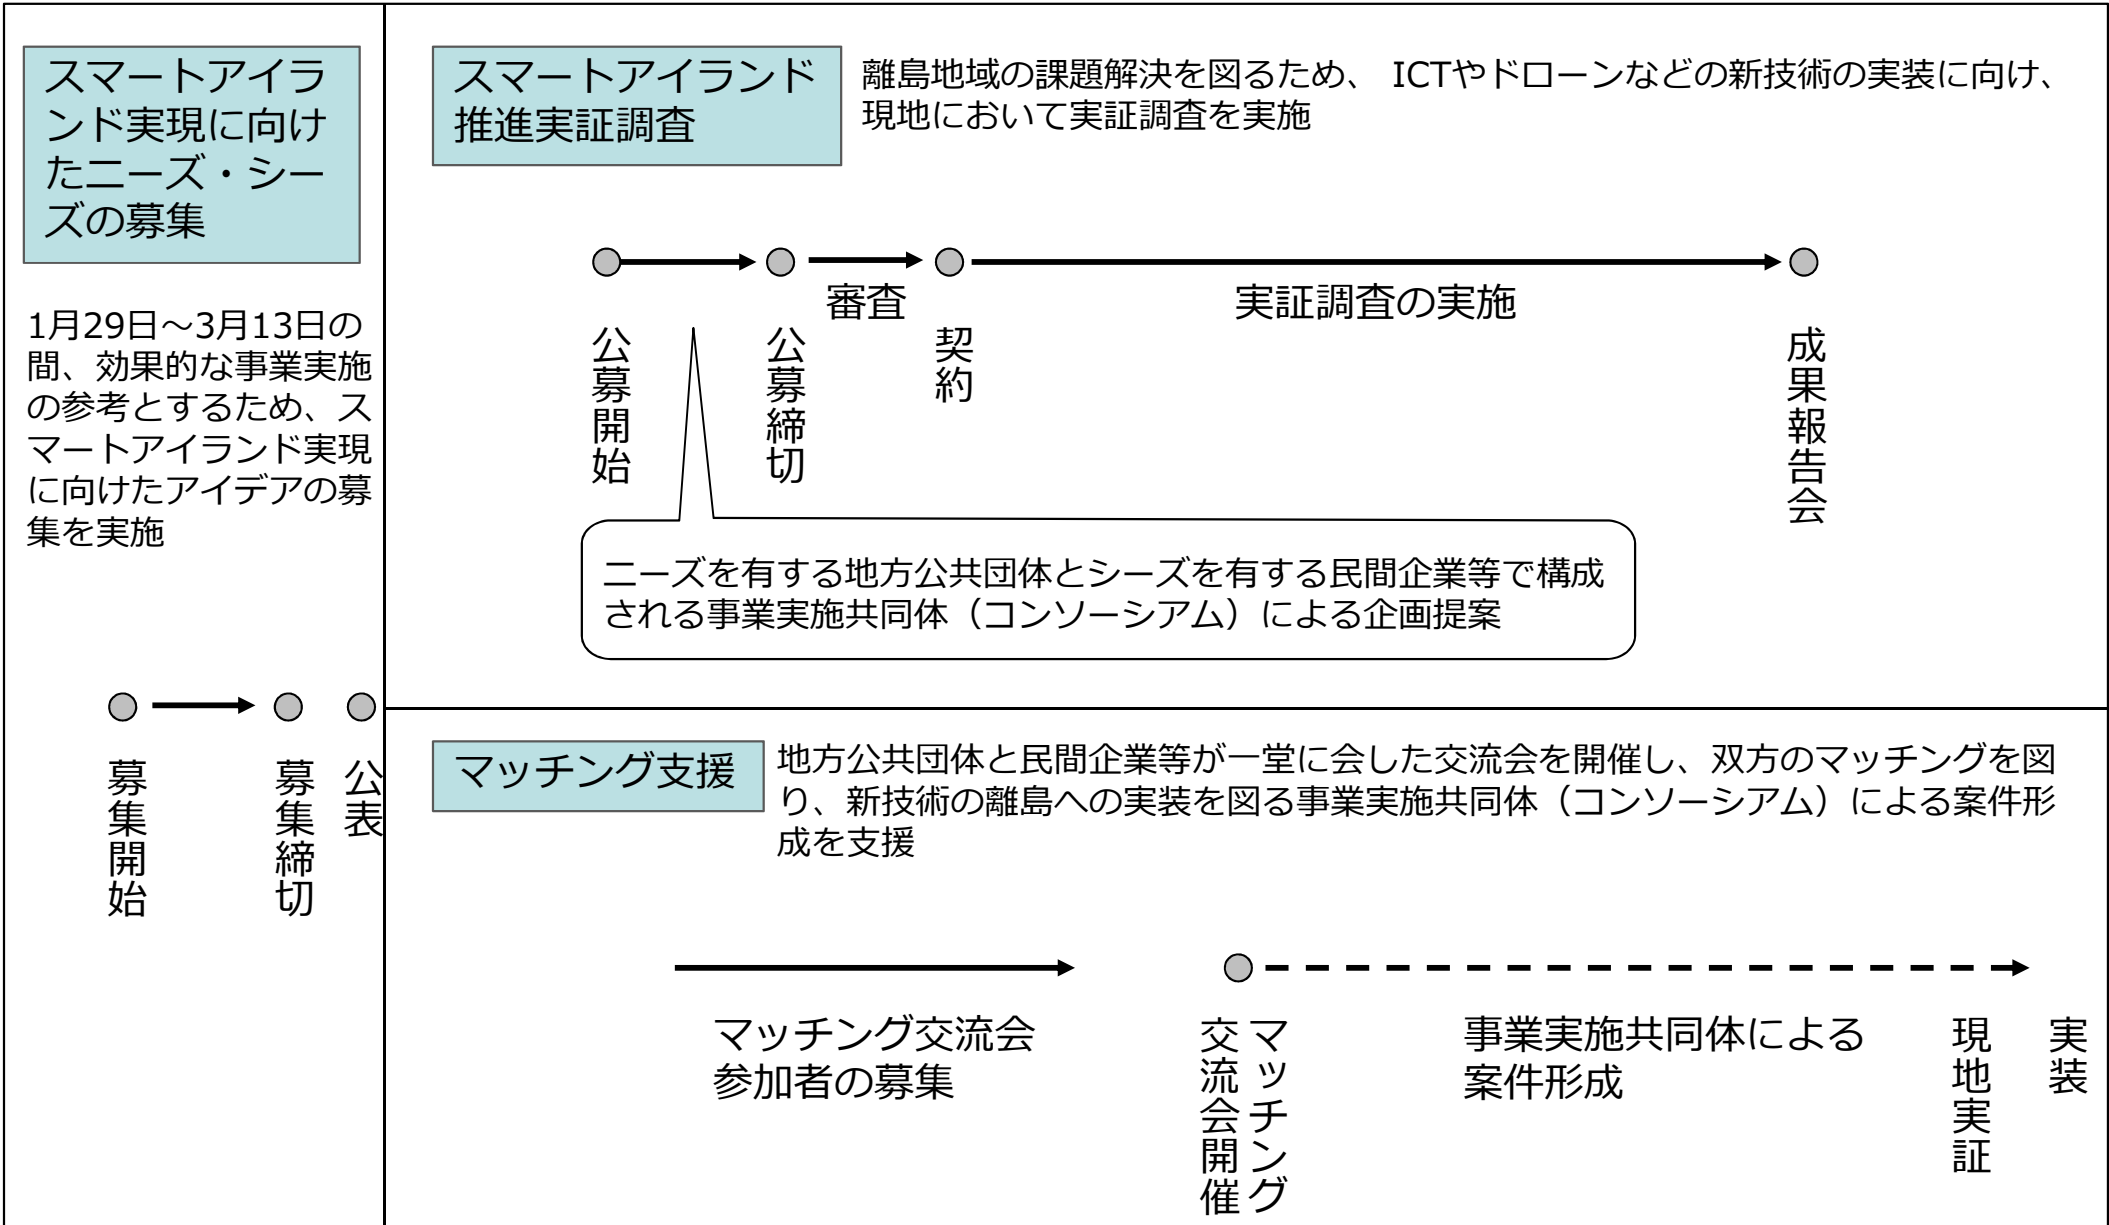 スマートアイラ
ンド実現に向け
たニーズ・シー
ズの募集
1月29日～3月13日の
間、効果的な事業実施
の参考とするため、ス
マートアイランド実現
に向けたアイデアの募
集を実施
募集開始
募集締切
公表
スマートアイランド
推進実証調査
離島地域の課題解決を図るため、 ICTやドローンなどの新技術の実装に向け、
現地において実証調査を実施
審査
実証調査の実施
公募開始
公募締切
契約
成果報告会
ニーズを有する地方公共団体とシーズを有する民間企業等で構成
される事業実施共同体（コンソーシアム）による企画提案
マッチング支援
地方公共団体と民間企業等が一堂に会した交流会を開催し、双方のマッチングを図
り、新技術の離島への実装を図る事業実施共同体（コンソーシアム）による案件形
成を支援
マッチング交流会
参加者の募集
マッチング
交流会開催
事業実施共同体による
案件形成
現地実証
実装